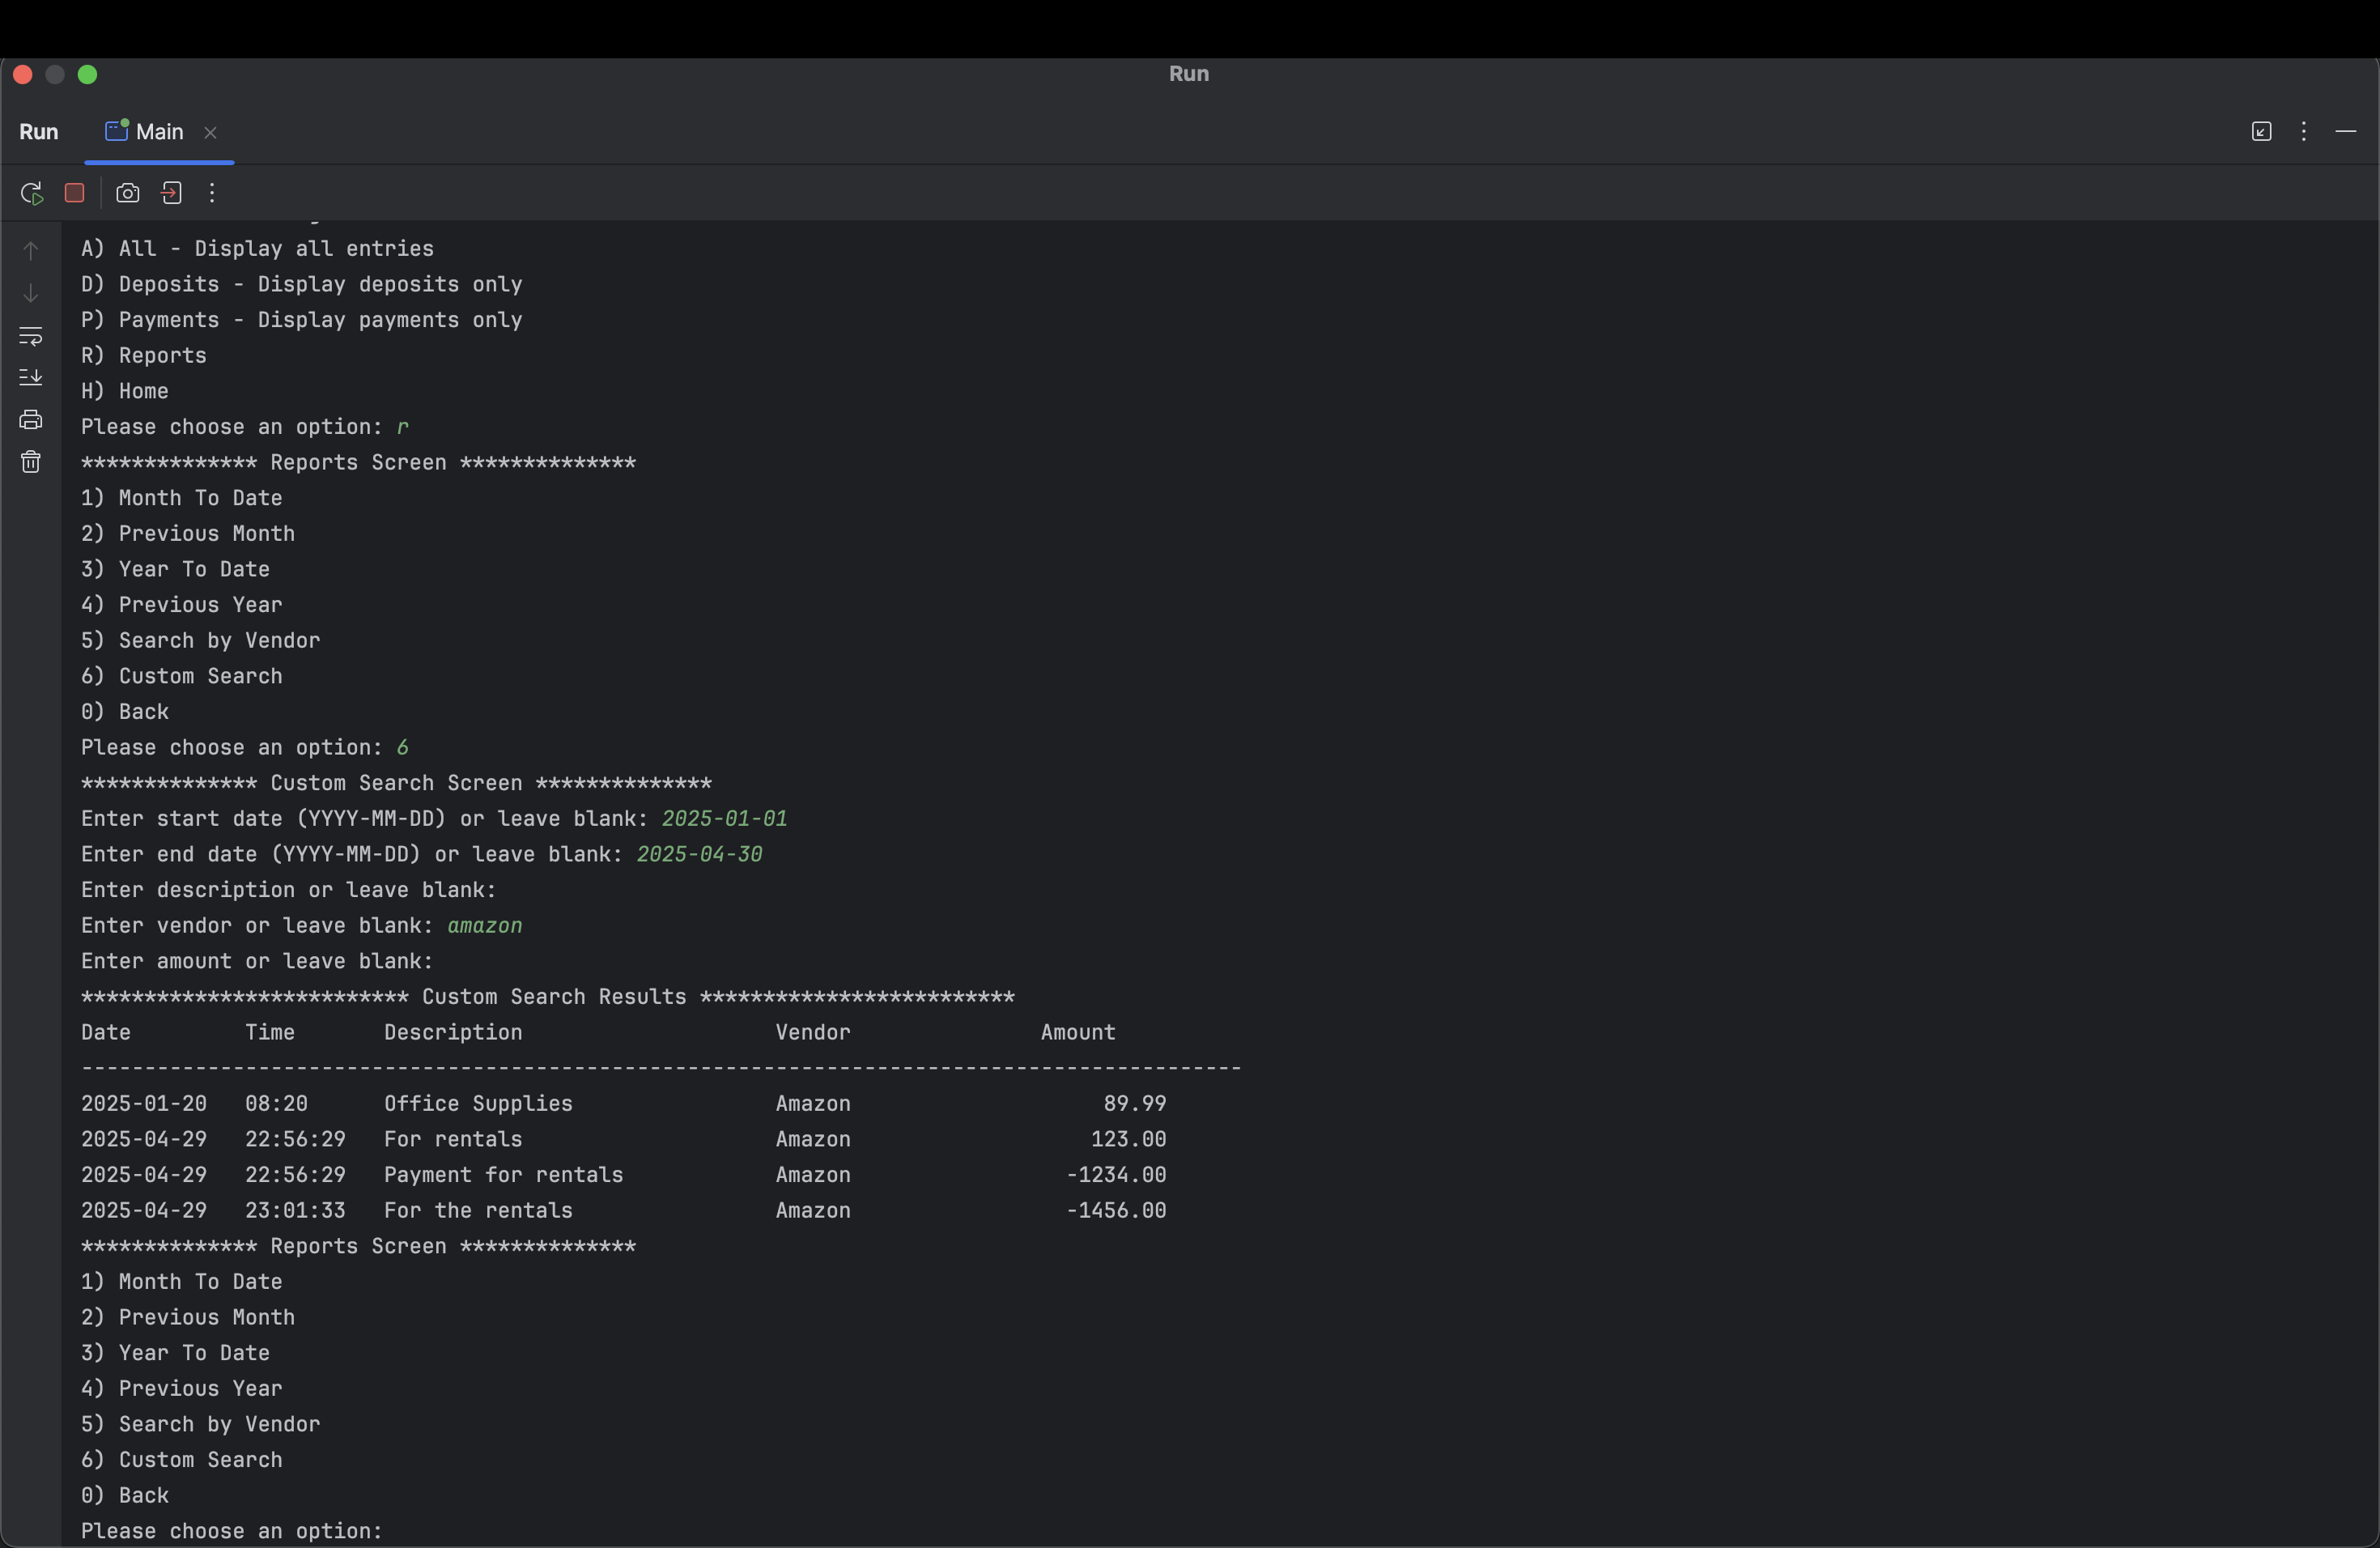 Run
Run Main
A) All - Display all entries
D) Deposits - Display deposits only
P) Payments - Display payments only
R) Reports
H) Home
Please choose an option: r
************** Reports Screen **************
1) Month To Date
2) Previous Month
3) Year To Date
4) Previous Year
5) Search by Vendor
6) Custom Search
0) Back
Please choose an option: 6
************** Custom Search Screen **************
Enter start date (YYYY-MM-DD) or leave blank: 2025-01-01
Enter end date (YYYY-MM-DD) or leave blank: 2025-04-30
Enter description or leave blank:
Enter vendor or leave blank: amazon
Enter amount or leave blank:
************************** Custom Search Results *************************
Date         Time       Description                    Vendor               Amount
--------------------------------------------------------------------------------------------
2025-01-20   08:20      Office Supplies                Amazon                    89.99
2025-04-29   22:56:29   For rentals                    Amazon                   123.00
2025-04-29   22:56:29   Payment for rentals            Amazon                 -1234.00
2025-04-29   23:01:33   For the rentals                Amazon                 -1456.00
************** Reports Screen **************
1) Month To Date
2) Previous Month
3) Year To Date
4) Previous Year
5) Search by Vendor
6) Custom Search
0) Back
Please choose an option: